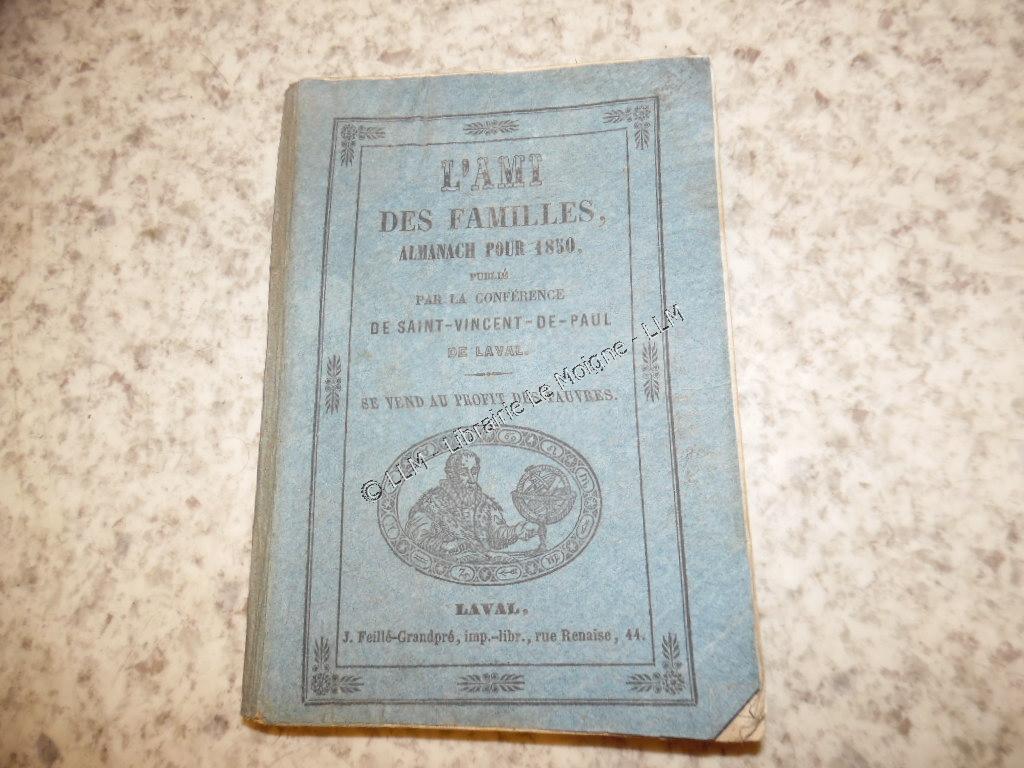 L'AMI
DES FAMILLES,
ALMANACH POUR 1850,
PUBLIÉ
PAR LA CONFÉRENCE
DE SAINT-VINCENT-DE-PAUL
DE LAVAL.
SE VEND AU PROFIT DES PAUVRES.
© LLM - Librairie Le Moigne - LLM
LAVAL,
J. Feillé-Grandpré, imp.-libr., rue Renaise, 44.